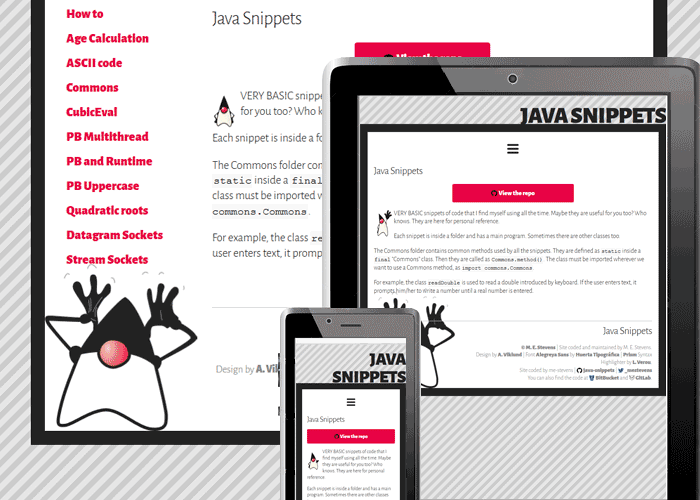 How to
Age Calculation
ASCII code
Commons
CubicEval
PB Multithread
PB and Runtime
PB Uppercase
Quadratic roots
Datagram Sockets
Stream Sockets
Java Snippets
View the repo
VERY BASIC snippe
for you too? Who k
Each snippet is inside a fo
The Commons folder con
static inside a final
class must be imported w
commons.Commons.
For example, the class re
user enters text, it promp
Design by A. Vik
JAVA SNIPPETS
Java Snippets
View the repo
VERY BASIC snippets of code that I find myself using all the time. Maybe they are useful for you too? Who
knows. They are here for personal reference.
Each snippet is inside a folder and has a main program. Sometimes there are other classes too.
The Commons folder contains common methods used by all the snippets. They are defined as static inside a
final "Commons" class. Then they are called as Commons.method(). The class must be imported wherever we
want to use a Commons method, as import commons.Commons.
For example, the class readDouble is used to read a double introduced by keyboard. If the user enters text, it
prompts him/her to write a number until a real number is entered.
Java Snippets
© M. E. Stevens | Site coded and maintained by M. E. Stevens
Design by A. Viklund | Font Alegreya Sans by Huerta Tipográfica | Prism Syntax
Highlighter by L. Verou
Site coded by me-stevens | java-snippets | _mestevens
You can also find the code at BitBucket and GitLab
JAVA
SNIPPETS
Java Snippets
View the repo
VERY BASIC snippets of code that I
find myself using all the time. Maybe
they are useful for you too? Who
knows. They are here for personal
reference.
Each snippet is inside a folder and has a main
program. Sometimes there are other classes